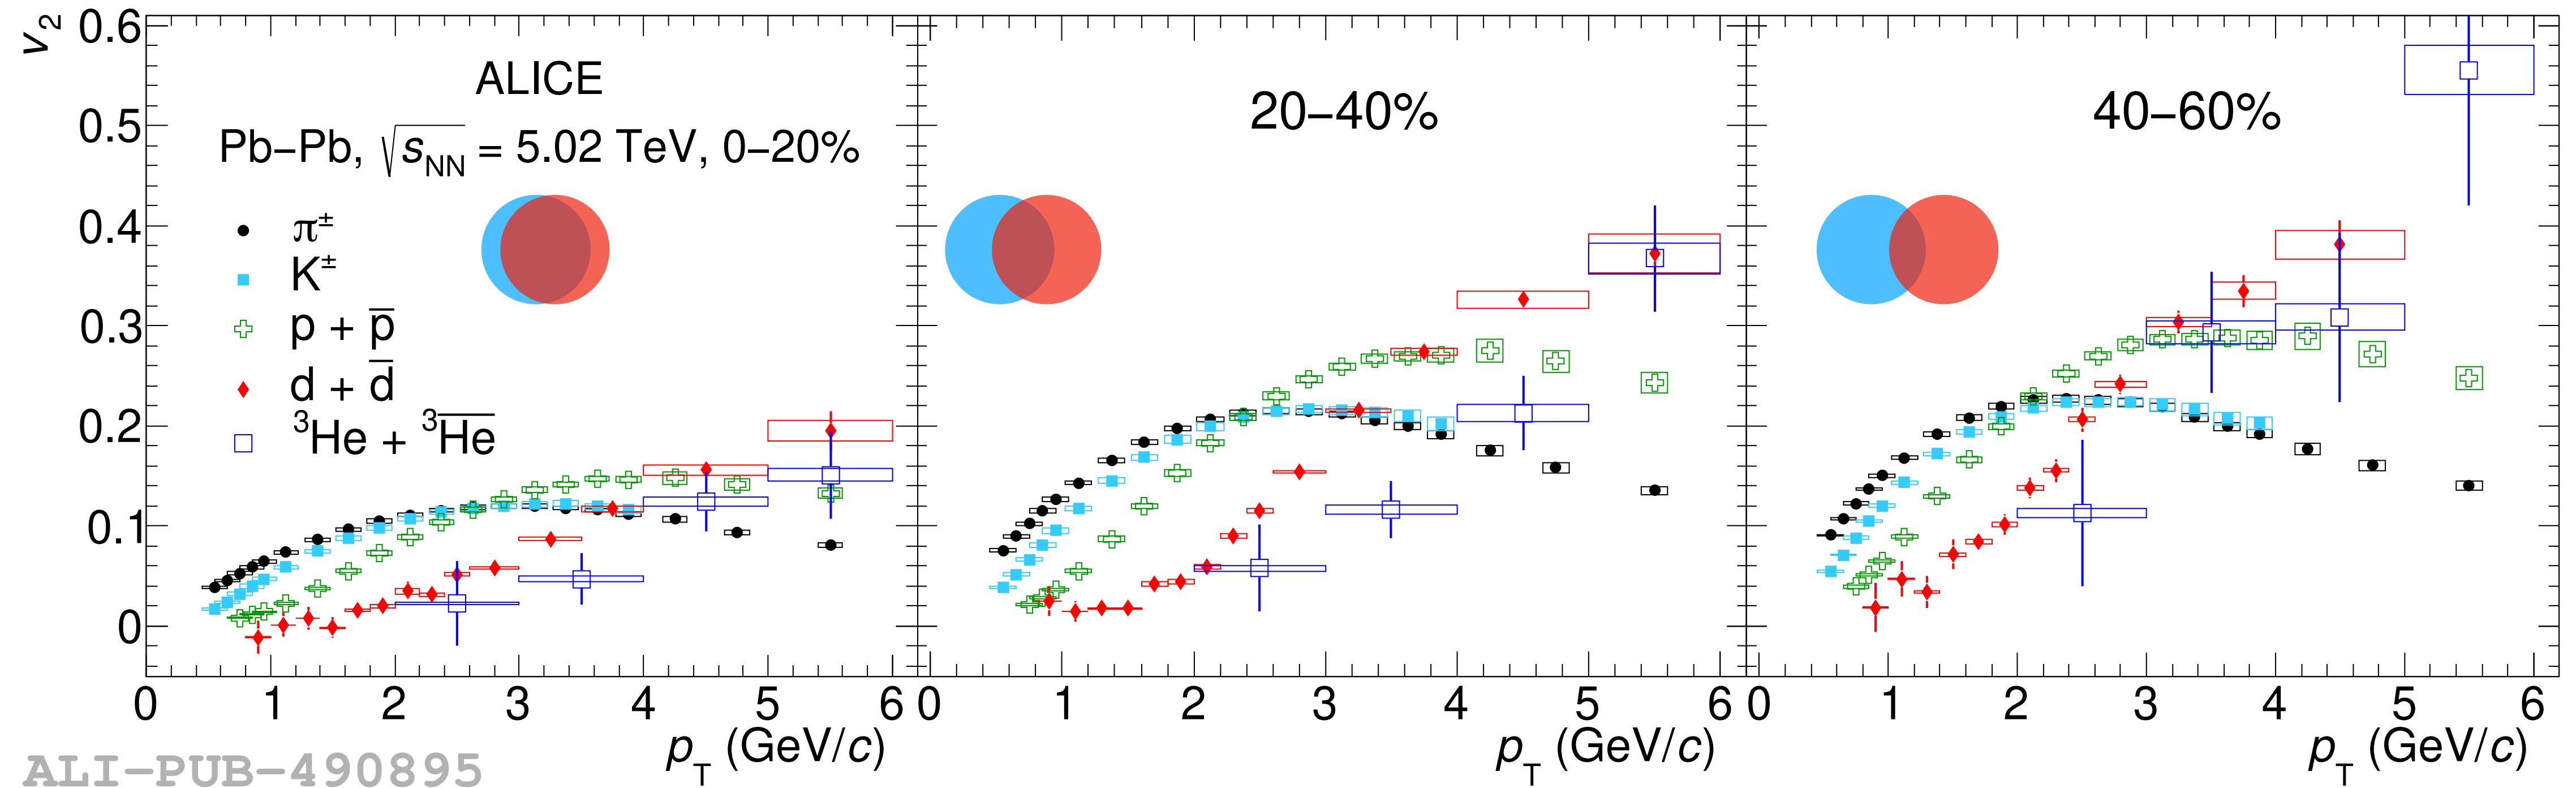 v₂
0.6
0.5
0.4
0.3
0.2
0.1
0
ALICE
Pb–Pb, √sNN = 5.02 TeV, 0–20%
π±
K±
p + p̅
d + d̅
³He + ³H̅e̅
20–40%
40–60%
0 1 2 3 4 5 6
0 1 2 3 4 5 6
0 1 2 3 4 5 6
pT (GeV/c)
pT (GeV/c)
pT (GeV/c)
ALI-PUB-490895